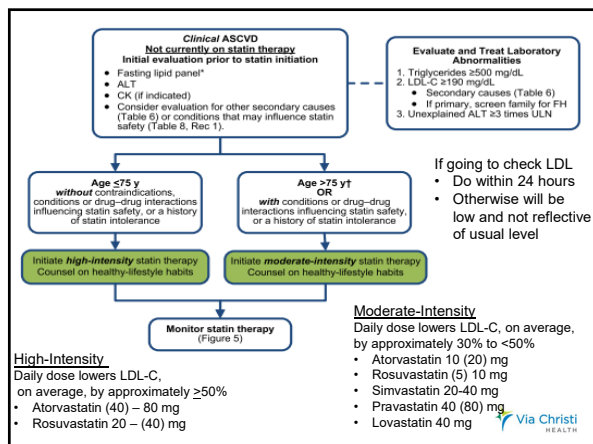 Clinical ASCVD
Not currently on statin therapy
Initial evaluation prior to statin initiation
• Fasting lipid panel*
• ALT
• CK (if indicated)
• Consider evaluation for other secondary causes
(Table 6) or conditions that may influence statin
safety (Table 8, Rec 1).
Evaluate and Treat Laboratory
Abnormalities
1. Triglycerides ≥500 mg/dL
2. LDL-C ≥190 mg/dL
• Secondary causes (Table 6)
• If primary, screen family for FH
3. Unexplained ALT ≥3 times ULN
Age ≤75 y
without contraindications,
conditions or drug–drug interactions
influencing statin safety, or a history
of statin intolerance
Age >75 y†
OR
with conditions or drug–drug
interactions influencing statin safety,
or a history of statin intolerance
If going to check LDL
• Do within 24 hours
• Otherwise will be
low and not reflective
of usual level
Initiate high-intensity statin therapy
Counsel on healthy-lifestyle habits
Initiate moderate-intensity statin therapy
Counsel on healthy-lifestyle habits
Monitor statin therapy
(Figure 5)
High-Intensity
Daily dose lowers LDL-C,
on average, by approximately ≥50%
• Atorvastatin (40) – 80 mg
• Rosuvastatin 20 – (40) mg
Moderate-Intensity
Daily dose lowers LDL-C, on average,
by approximately 30% to <50%
• Atorvastatin 10 (20) mg
• Rosuvastatin (5) 10 mg
• Simvastatin 20-40 mg
• Pravastatin 40 (80) mg
• Lovastatin 40 mg
Via Christi
HEALTH